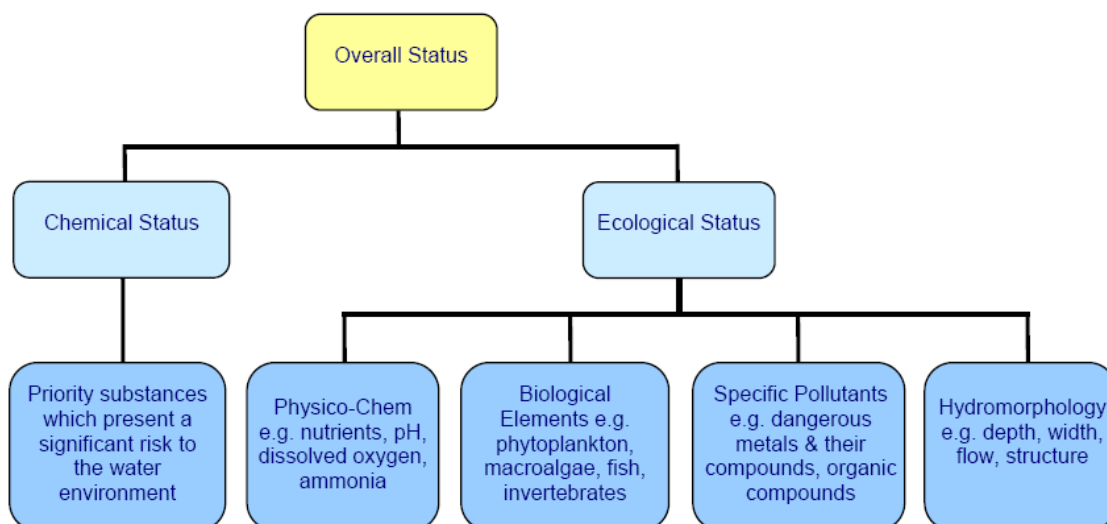 Overall Status
Chemical Status
Ecological Status
Priority substances
which present a
significant risk to
the water
environment
Physico-Chem
e.g. nutrients, pH,
dissolved oxygen,
ammonia
Biological
Elements e.g.
phytoplankton,
macroalgae, fish,
invertebrates
Specific Pollutants
e.g. dangerous
metals & their
compounds, organic
compounds
Hydromorphology
e.g. depth, width,
flow, structure